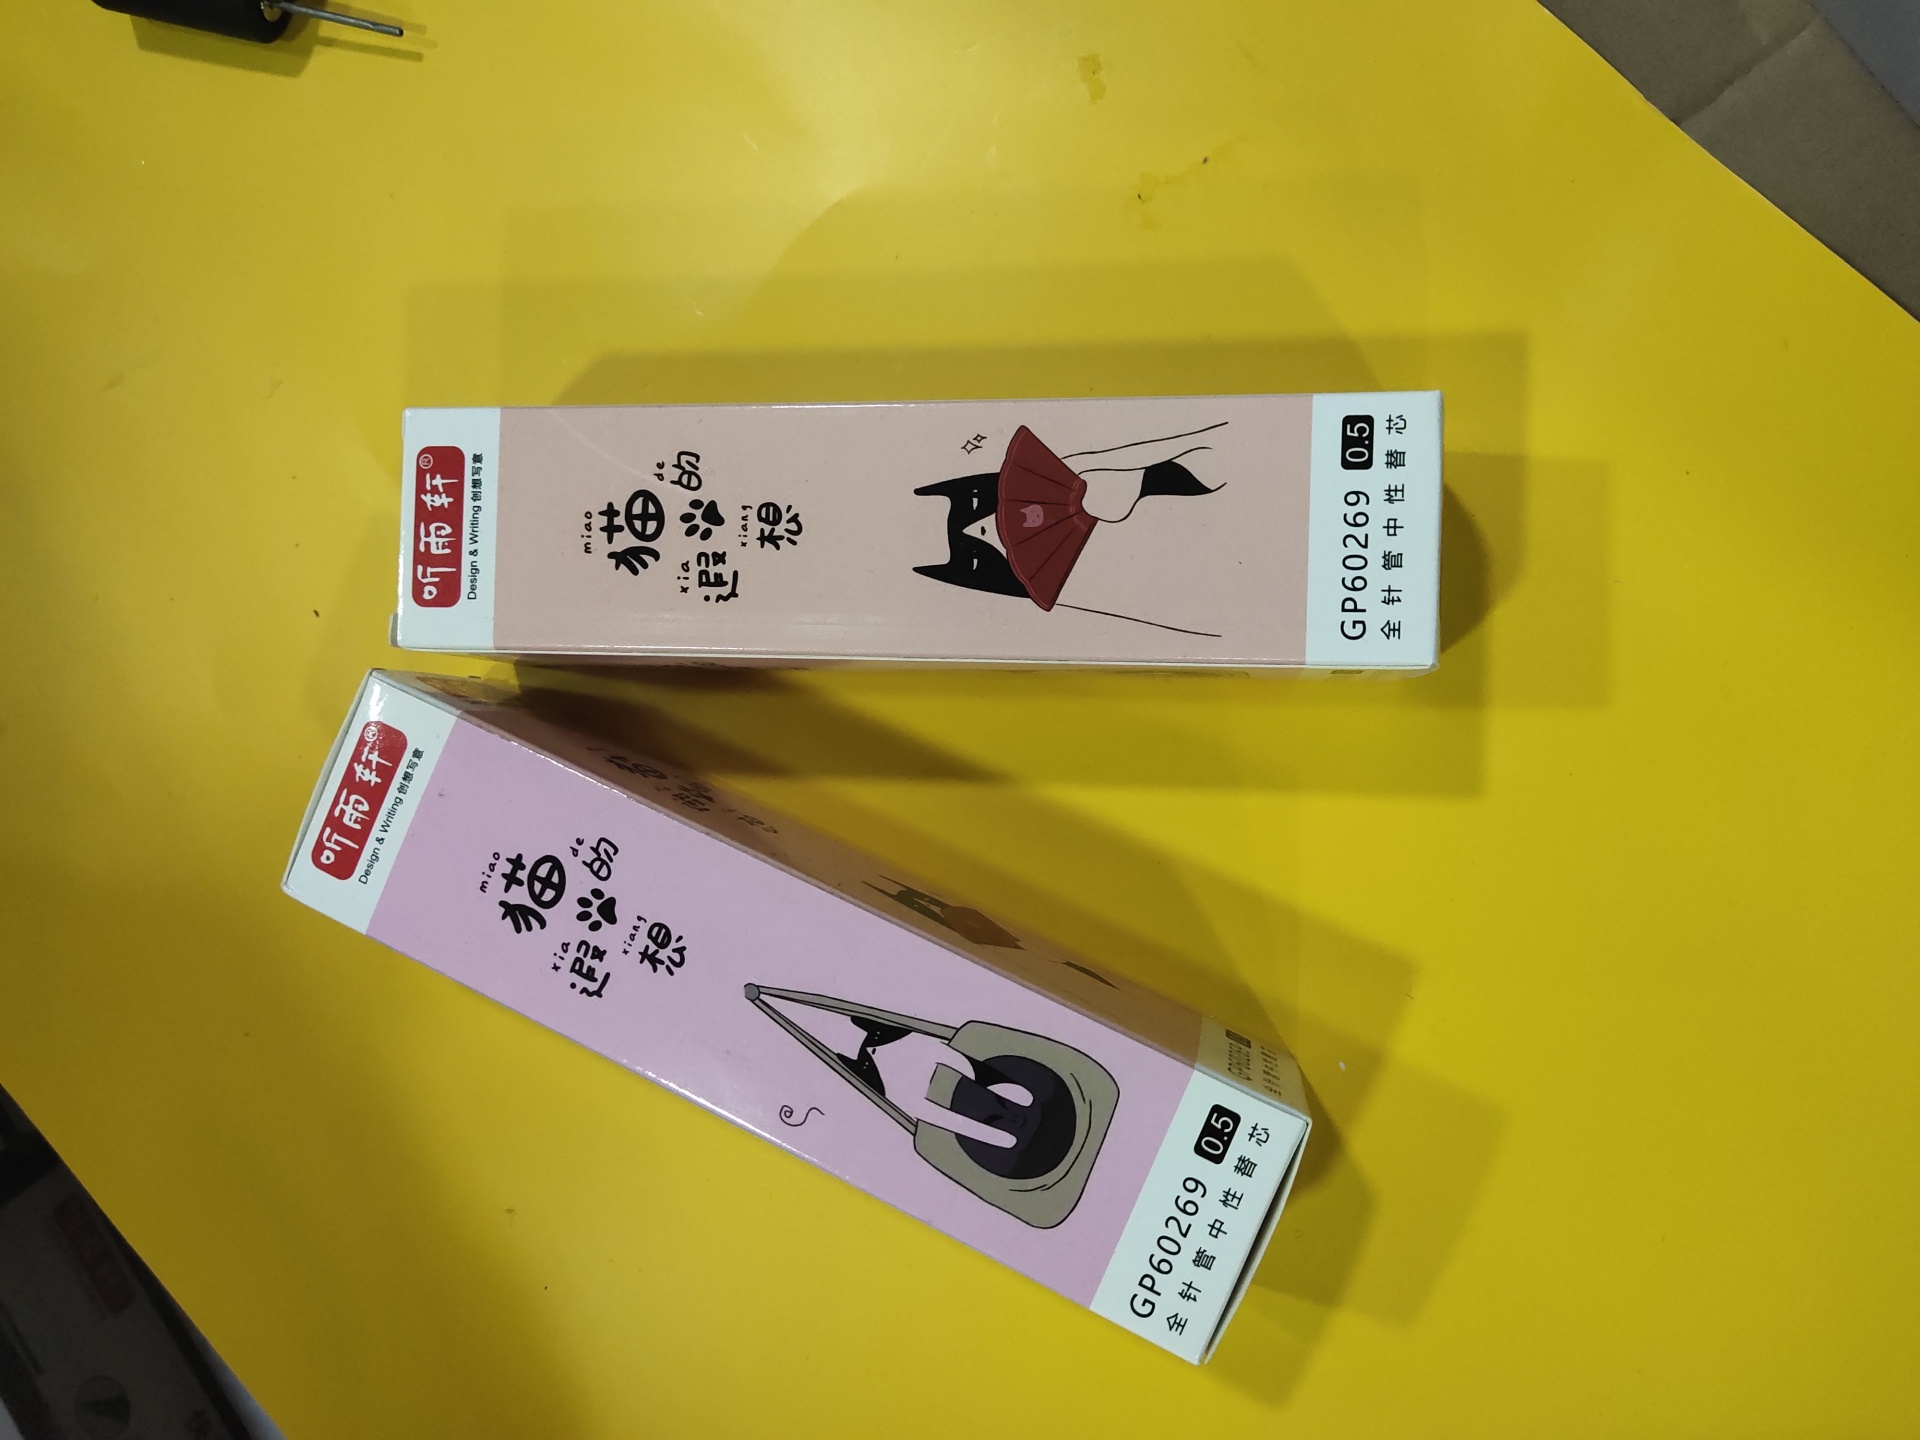 听雨轩®
Design & Writing 创想写意
miao de
猫的
xia xiang
遐想
GP60269 0.5
全针管中性替芯
听雨轩®
Design & Writing 创想写意
miao de
猫的
xia xiang
遐想
GP60269 0.5
全针管中性替芯